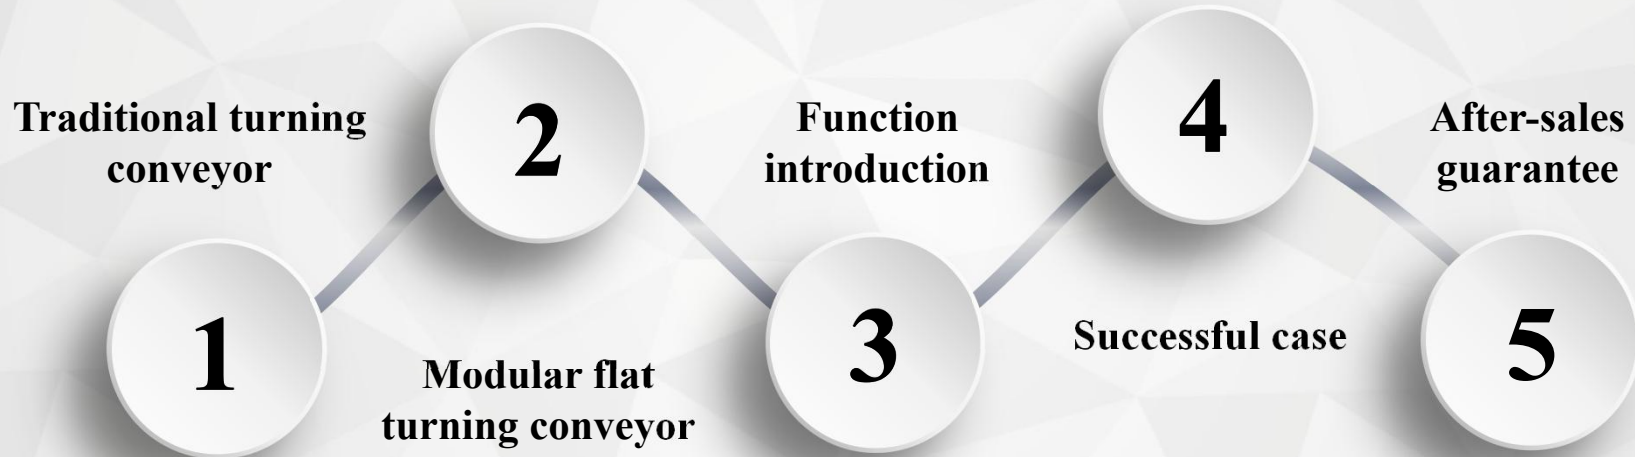 1
Traditional turning
conveyor
2
Modular flat
turning conveyor
3
Function
introduction
4
Successful case
5
After-sales
guarantee